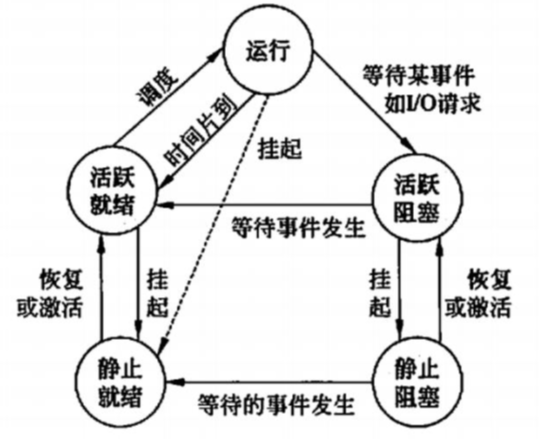 运行
调度
时间片到
等待某事件
如I/O请求
挂起
活跃
就绪
活跃
阻塞
等待事件发生
恢复
或激活
挂
起
挂
起
恢复
或激活
静止
就绪
静止
阻塞
等待的事件发生